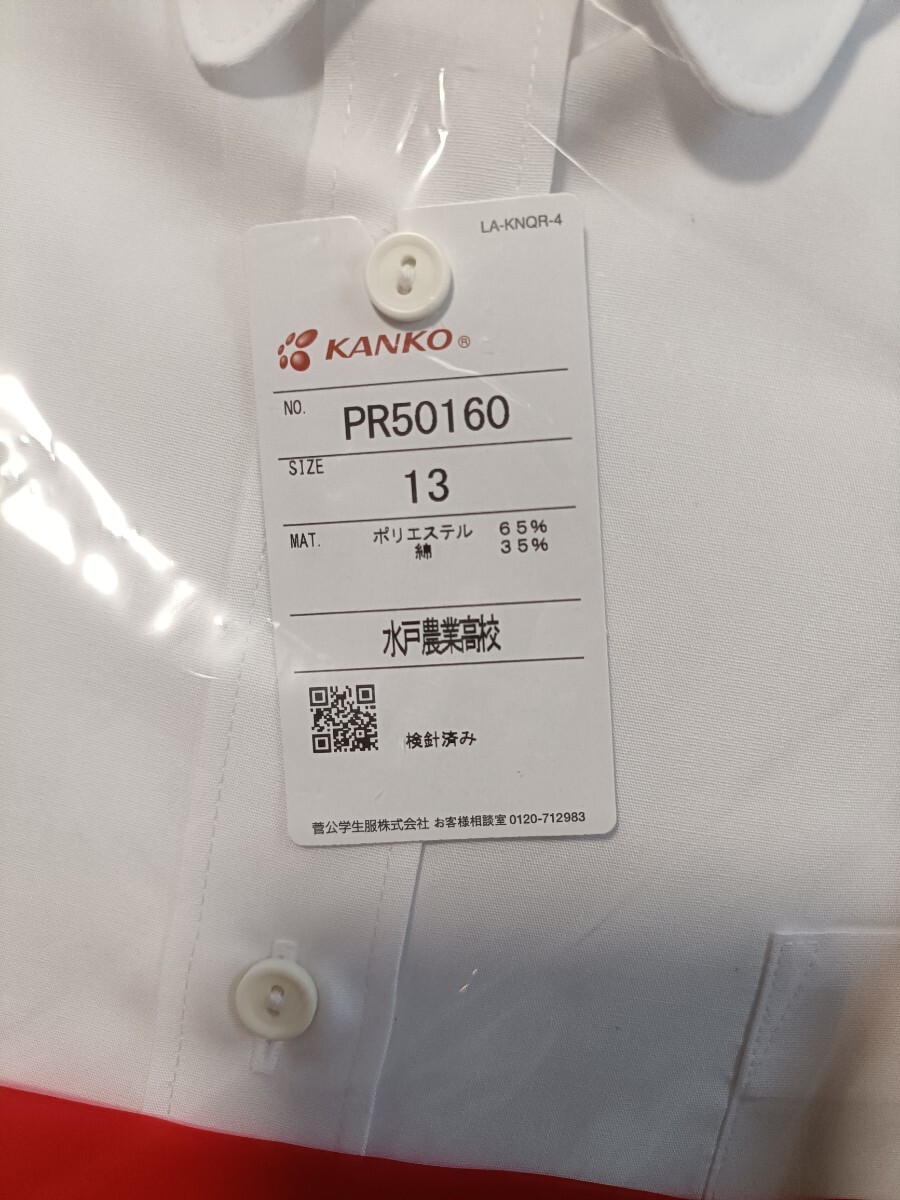 LA-KNQR-4
KANKO®
NO. PR50160
SIZE 13
MAT. ポリエステル 65%
綿 35%
水戸農業高校
検針済み
菅公学生服株式会社 お客様相談室 0120-712983